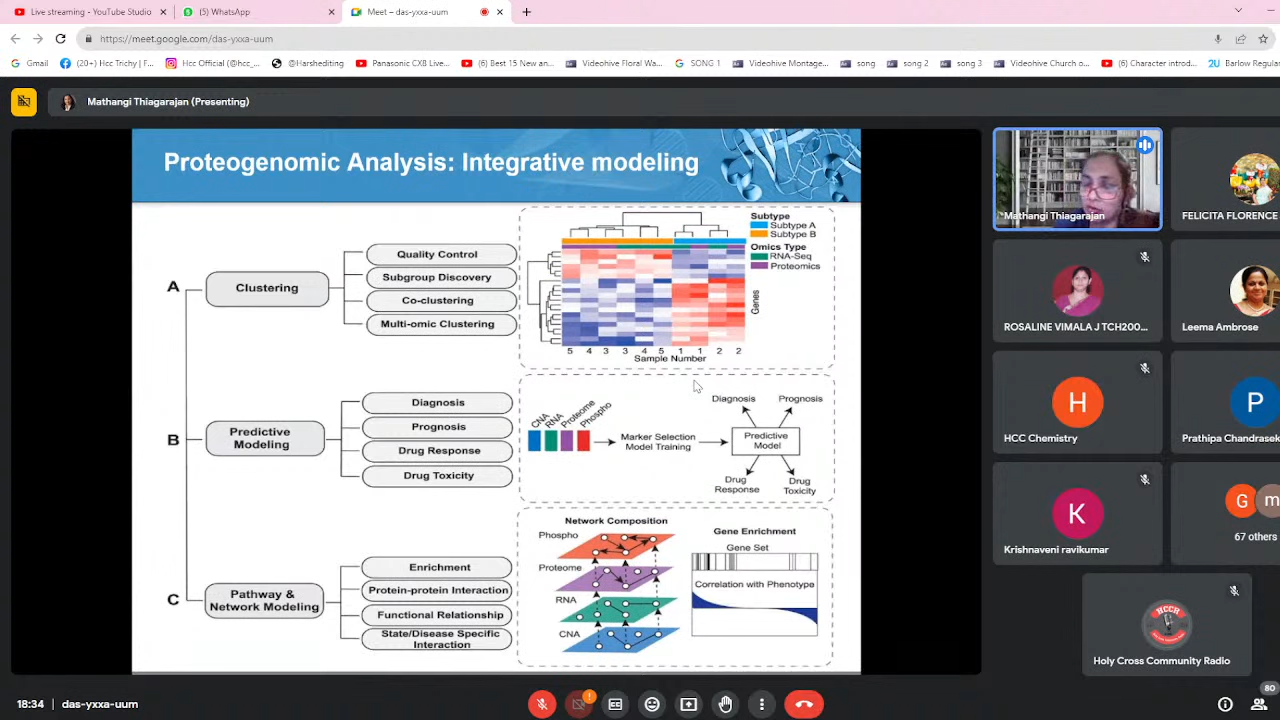 Live streaming - YouTube Studio
(5) WhatsApp
Meet – das-yxxa-uum
https://meet.google.com/das-yxxa-uum
Gmail
(20+) Hcc Trichy | F...
Hcc Official (@hcc_...
@Harshediting
Panasonic CX8 Live...
(6) Best 15 New an...
Videohive Floral Wa...
SONG 1
Videohive Montage...
song
song 2
song 3
Videohive Church o...
(6) Character introd...
2U Barlow Regular
Mathangi Thiagarajan (Presenting)
Proteogenomic Analysis: Integrative modeling
A
Clustering
Quality Control
Subgroup Discovery
Co-clustering
Multi-omic Clustering
Subtype
Subtype A
Subtype B
Omics Type
RNA-Seq
Proteomics
Genes
5 4 3 3 4 5 1 1 2 2
Sample Number
B
Predictive
Modeling
Diagnosis
Prognosis
Drug Response
Drug Toxicity
CNA
RNA
Proteome
Phospho
Marker Selection
Model Training
Predictive
Model
Diagnosis
Prognosis
Drug
Response
Drug
Toxicity
C
Pathway &
Network Modeling
Enrichment
Protein-protein Interaction
Functional Relationship
State/Disease Specific
Interaction
Network Composition
Phospho
Proteome
RNA
CNA
Gene Enrichment
Gene Set
Correlation with Phenotype
Mathangi Thiagarajan
FELICITA FLORENCE
ROSALINE VIMALA J TCH200...
Leema Ambrose
H
HCC Chemistry
P
Prathipa Chandrasek
K
Krishnaveni ravikumar
G
m
67 others
HCCR
Holy Cross Community Radio
18:34
das-yxxa-uum
80